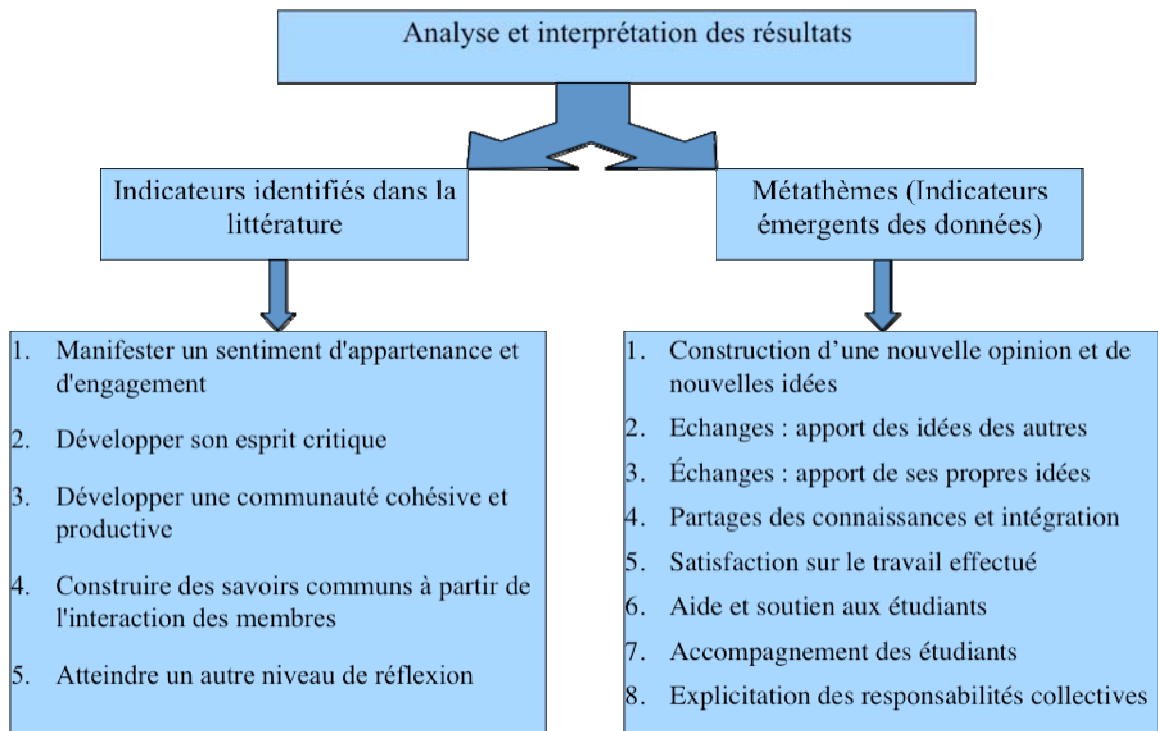 Analyse et interprétation des résultats
Indicateurs identifiés dans la
littérature
Métathèmes (Indicateurs
émergents des données)
1. Manifester un sentiment d'appartenance et
d'engagement
2. Développer son esprit critique
3. Développer une communauté cohésive et
productive
4. Construire des savoirs communs à partir de
l'interaction des membres
5. Atteindre un autre niveau de réflexion
1. Construction d’une nouvelle opinion et de
nouvelles idées
2. Echanges : apport des idées des autres
3. Échanges : apport de ses propres idées
4. Partages des connaissances et intégration
5. Satisfaction sur le travail effectué
6. Aide et soutien aux étudiants
7. Accompagnement des étudiants
8. Explicitation des responsabilités collectives